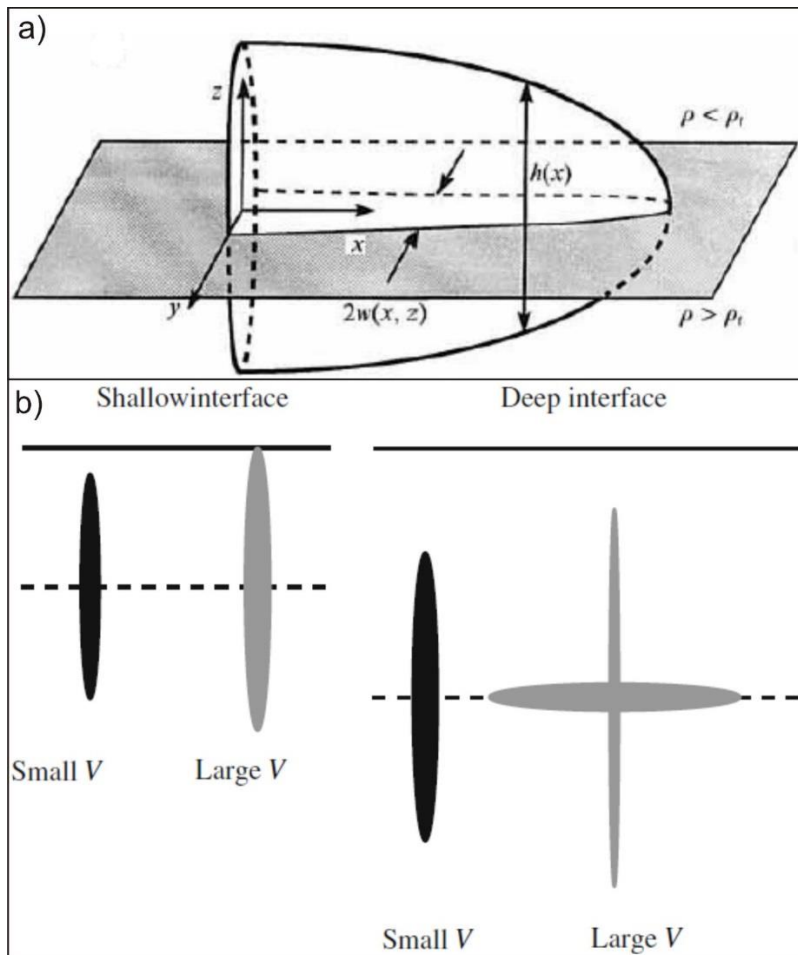 a)
z
ρ < ρf
h(x)
x
y
2w(x, z)
ρ > ρf
b)
Shallowinterface
Deep interface
Small V
Large V
Small V
Large V